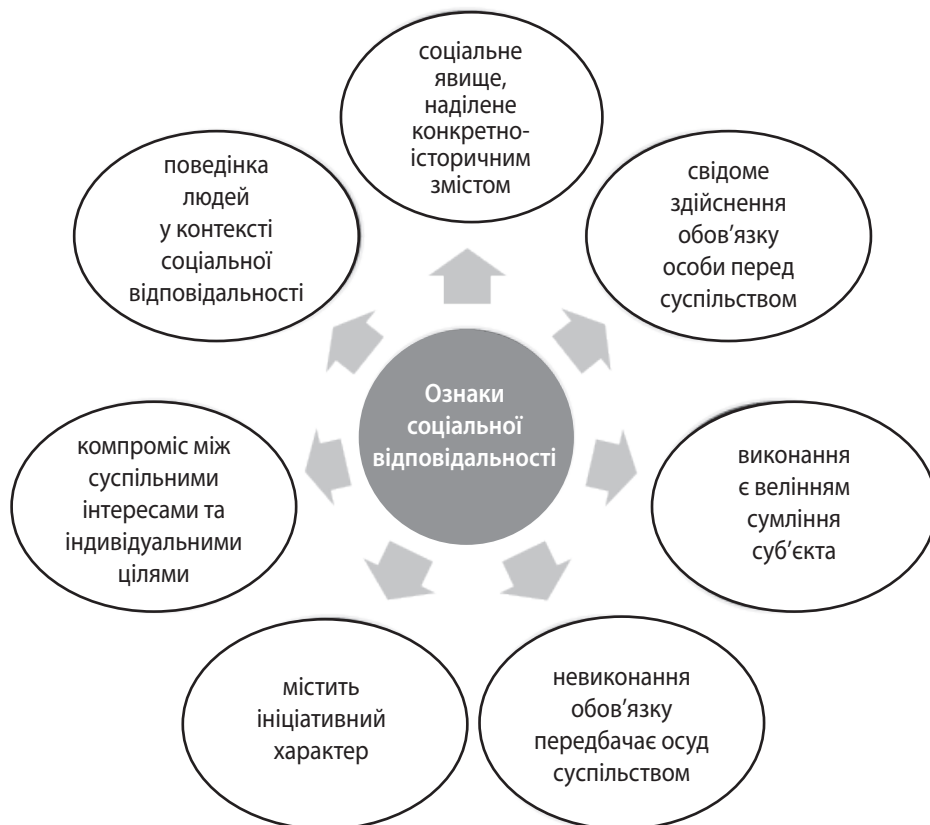 соціальне
явище,
наділене
конкретно-
історичним
змістом
свідоме
здійснення
обов’язку
особи перед
суспільством
виконання
є велінням
сумління
суб’єкта
невиконання
обов’язку
передбачає осуд
суспільством
містить
ініціативний
характер
компроміс між
суспільними
інтересами та
індивідуальними
цілями
поведінка
людей
у контексті
соціальної
відповідальності
Ознаки
соціальної
відповідальності